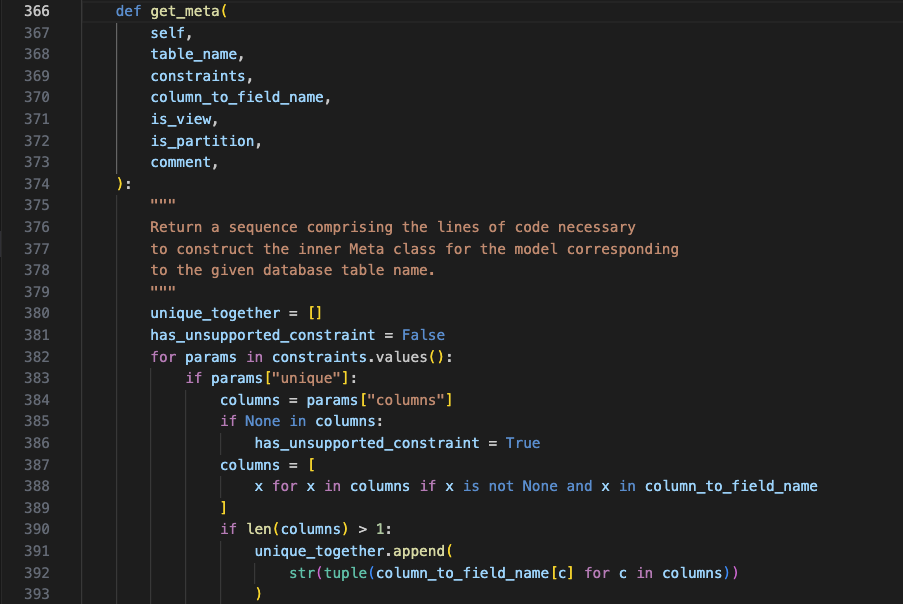 366 def get_meta(
367 self,
368 table_name,
369 constraints,
370 column_to_field_name,
371 is_view,
372 is_partition,
373 comment,
374 ):
375 """
376 Return a sequence comprising the lines of code necessary
377 to construct the inner Meta class for the model corresponding
378 to the given database table name.
379 """
380 unique_together = []
381 has_unsupported_constraint = False
382 for params in constraints.values():
383 if params["unique"]:
384 columns = params["columns"]
385 if None in columns:
386 has_unsupported_constraint = True
387 columns = [
388 x for x in columns if x is not None and x in column_to_field_name
389 ]
390 if len(columns) > 1:
391 unique_together.append(
392 str(tuple(column_to_field_name[c] for c in columns))
393 )